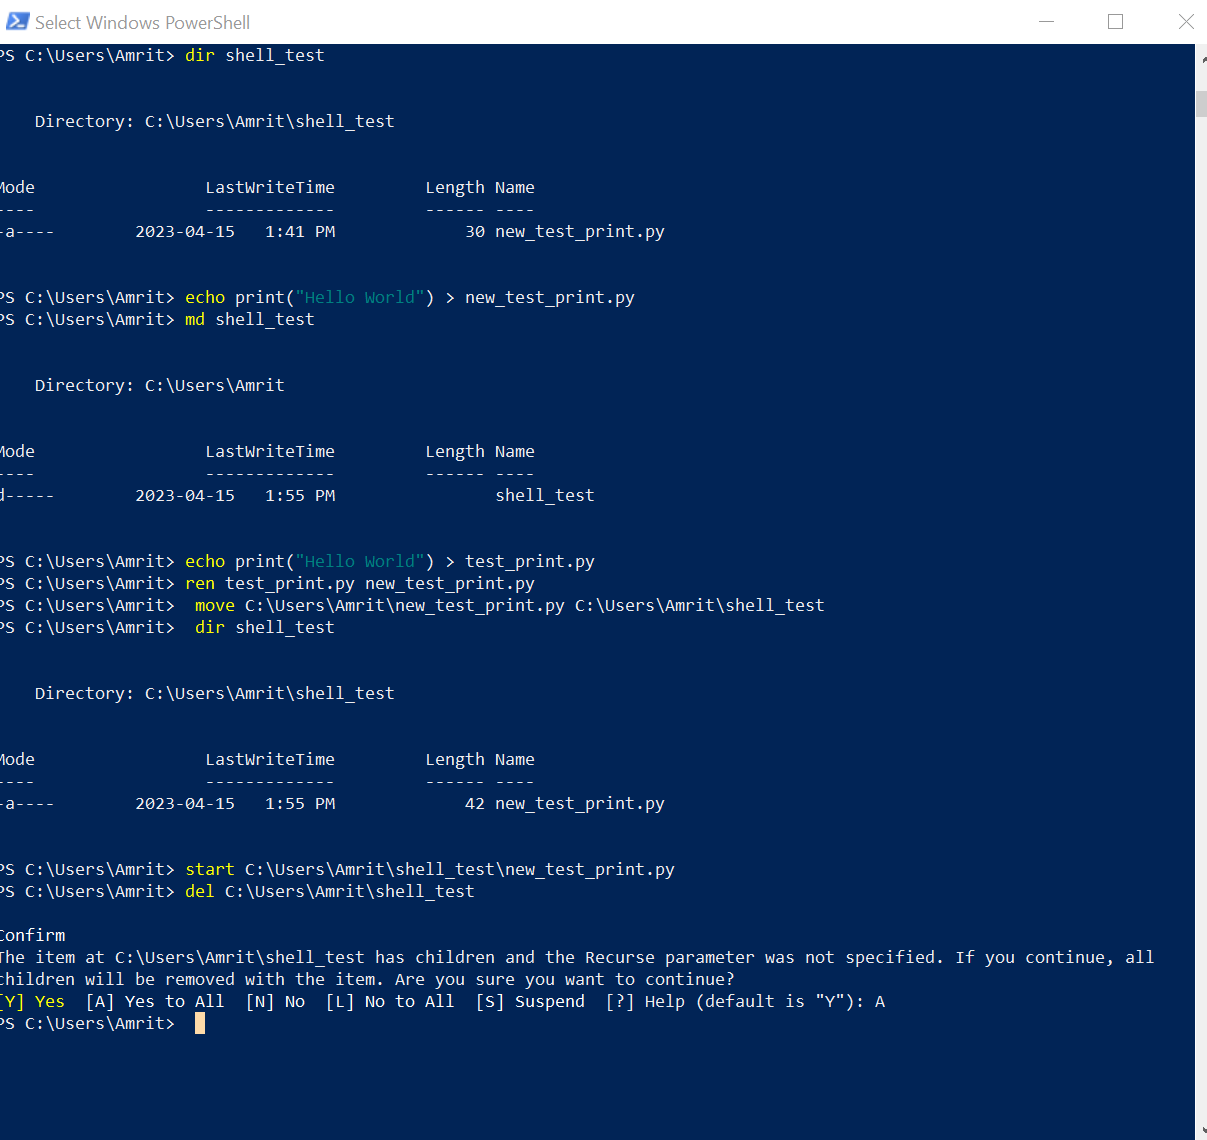 Select Windows PowerShell
PS C:\Users\Amrit> dir shell_test
Directory: C:\Users\Amrit\shell_test
Mode LastWriteTime Length Name
---- ------------- ------ ----
-a---- 2023-04-15 1:41 PM 30 new_test_print.py
PS C:\Users\Amrit> echo print("Hello World") > new_test_print.py
PS C:\Users\Amrit> md shell_test
Directory: C:\Users\Amrit
Mode LastWriteTime Length Name
---- ------------- ------ ----
d----- 2023-04-15 1:55 PM shell_test
PS C:\Users\Amrit> echo print("Hello World") > test_print.py
PS C:\Users\Amrit> ren test_print.py new_test_print.py
PS C:\Users\Amrit>  move C:\Users\Amrit\new_test_print.py C:\Users\Amrit\shell_test
PS C:\Users\Amrit>  dir shell_test
Directory: C:\Users\Amrit\shell_test
Mode LastWriteTime Length Name
---- ------------- ------ ----
-a---- 2023-04-15 1:55 PM 42 new_test_print.py
PS C:\Users\Amrit> start C:\Users\Amrit\shell_test\new_test_print.py
PS C:\Users\Amrit> del C:\Users\Amrit\shell_test
Confirm
The item at C:\Users\Amrit\shell_test has children and the Recurse parameter was not specified. If you continue, all
children will be removed with the item. Are you sure you want to continue?
[Y] Yes  [A] Yes to All  [N] No  [L] No to All  [S] Suspend  [?] Help (default is "Y"): A
PS C:\Users\Amrit>